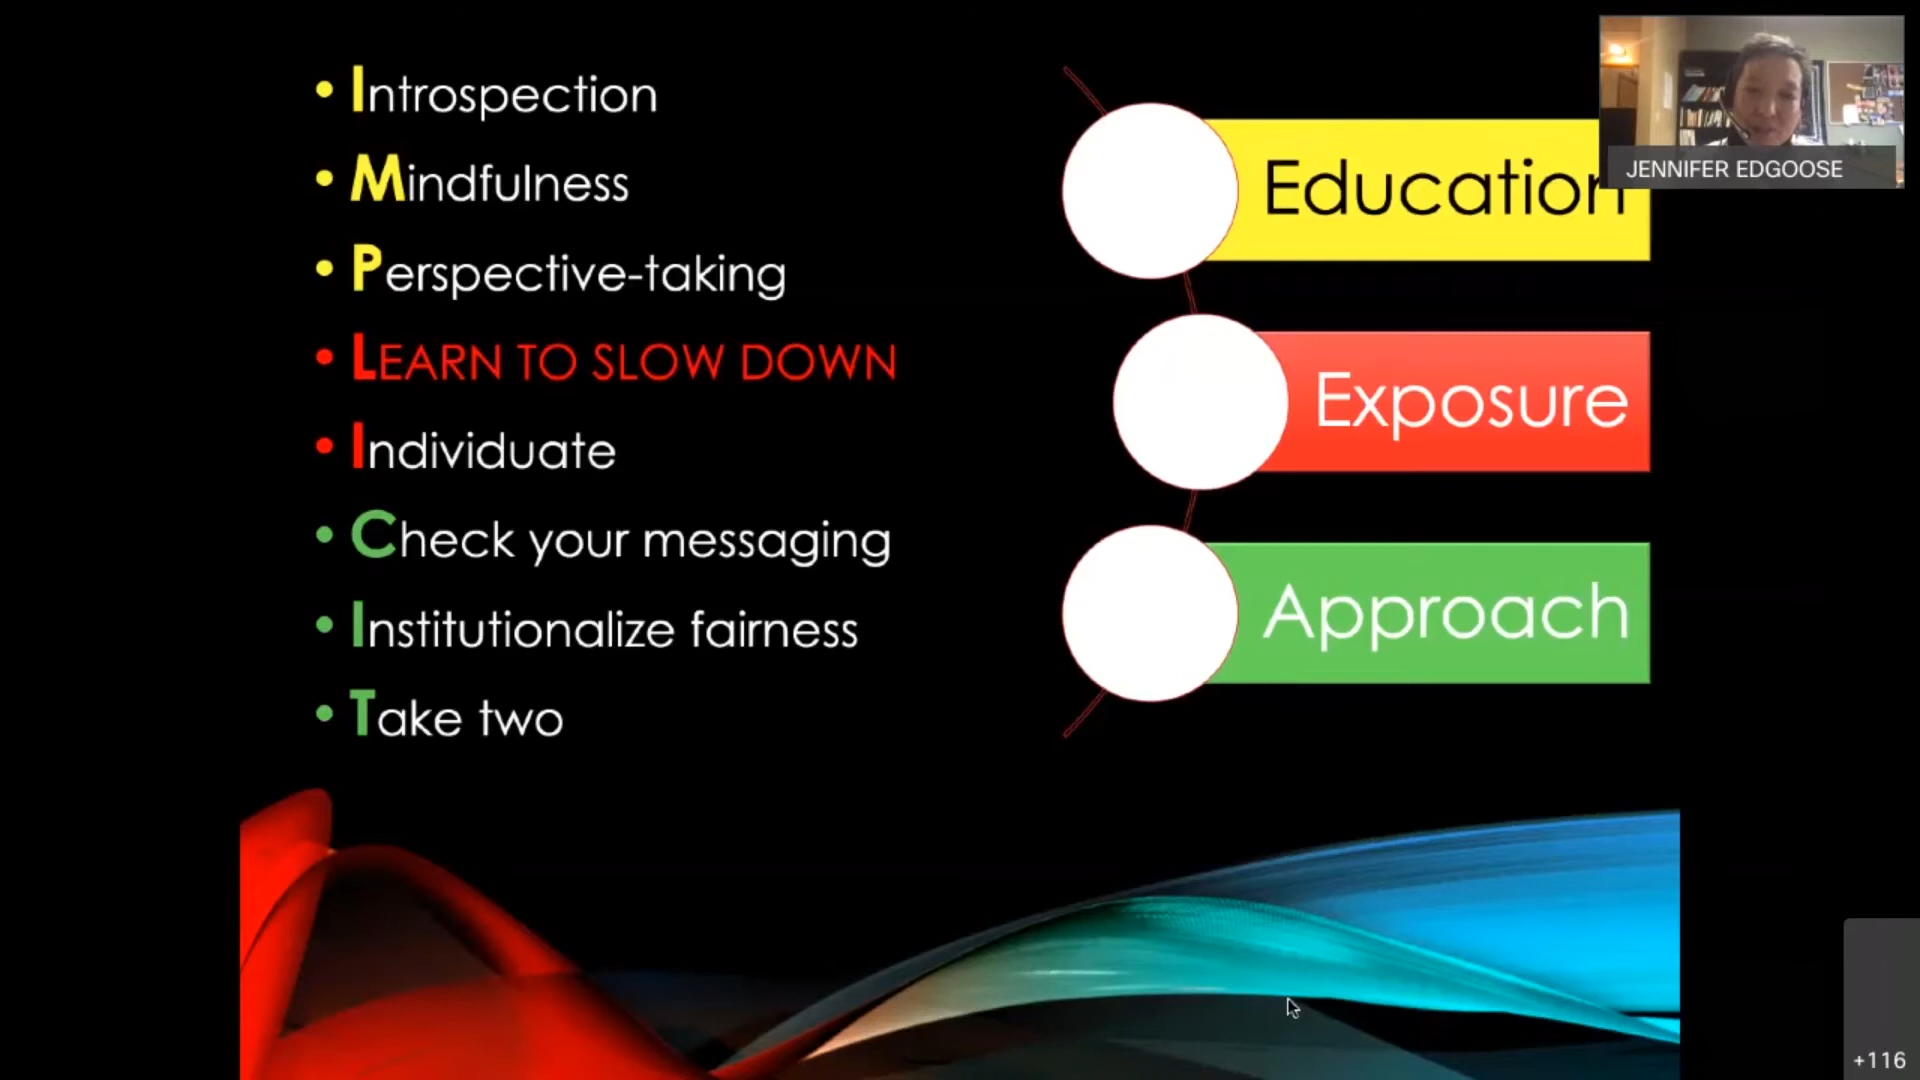 Introspection
Mindfulness
Perspective-taking
LEARN TO SLOW DOWN
Individuate
Check your messaging
Institutionalize fairness
Take two
Education
Exposure
Approach
JENNIFER EDGOOSE
+116